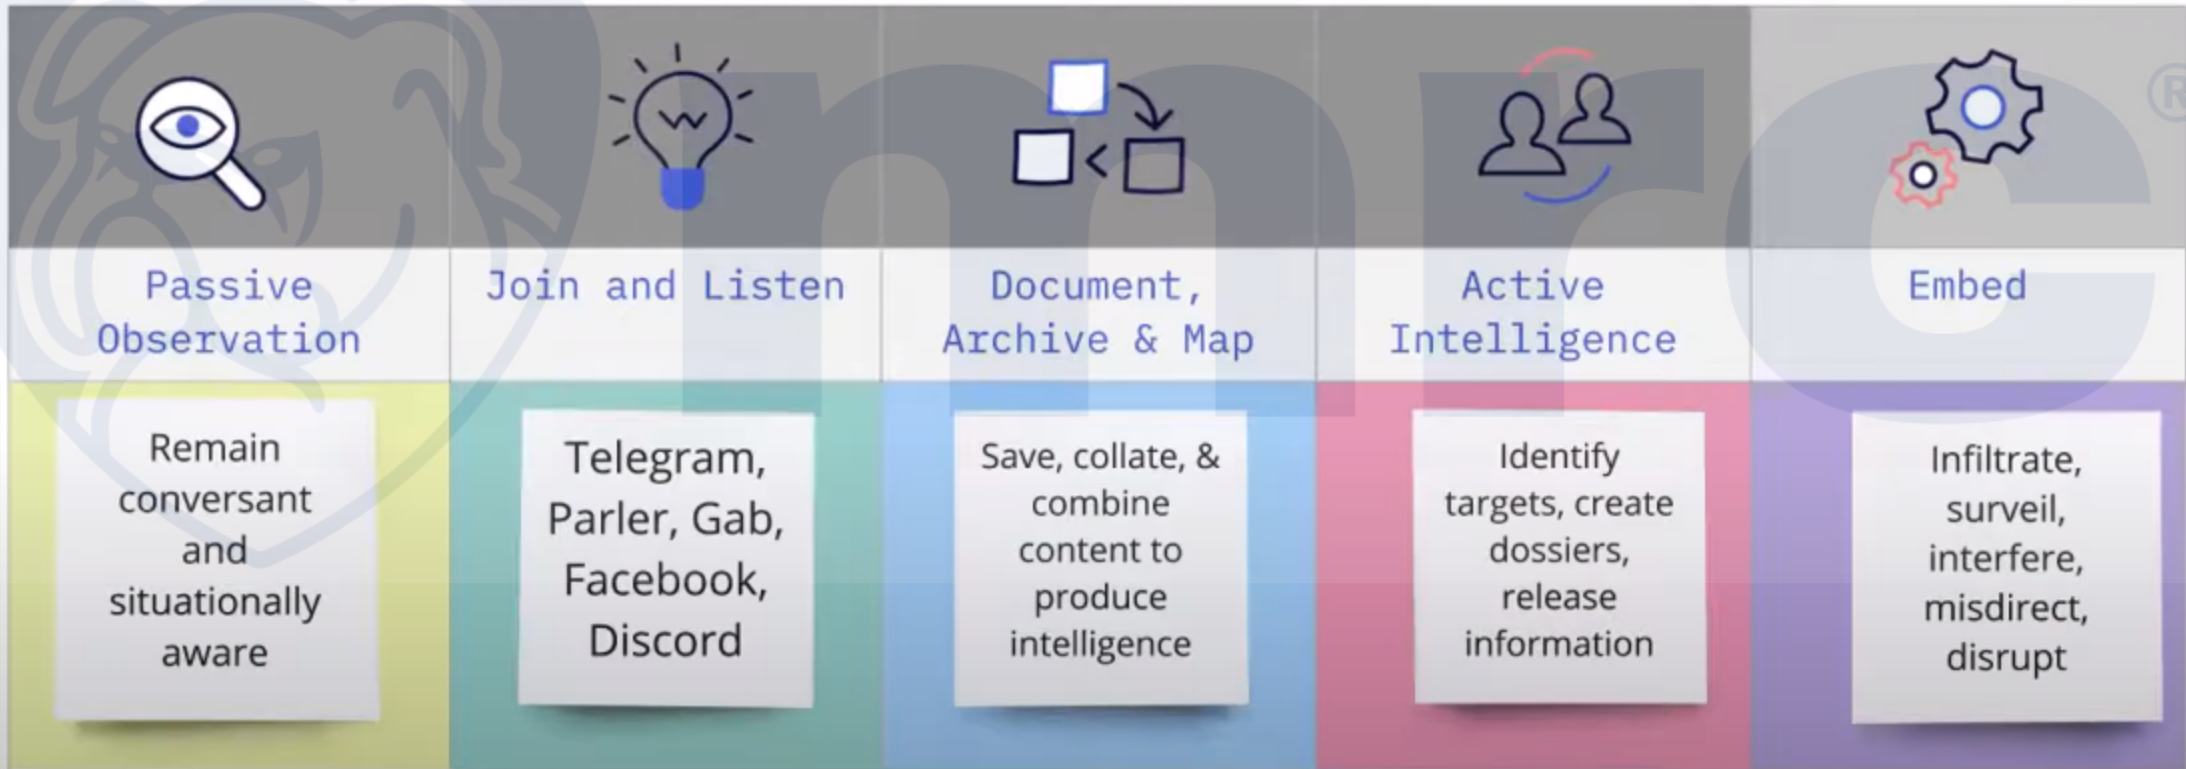 mrc®
Passive
Observation
Join and Listen
Document,
Archive & Map
Active
Intelligence
Embed
Remain
conversant
and
situationally
aware
Telegram,
Parler, Gab,
Facebook,
Discord
Save, collate, &
combine
content to
produce
intelligence
Identify
targets, create
dossiers,
release
information
Infiltrate,
surveil,
interfere,
misdirect,
disrupt